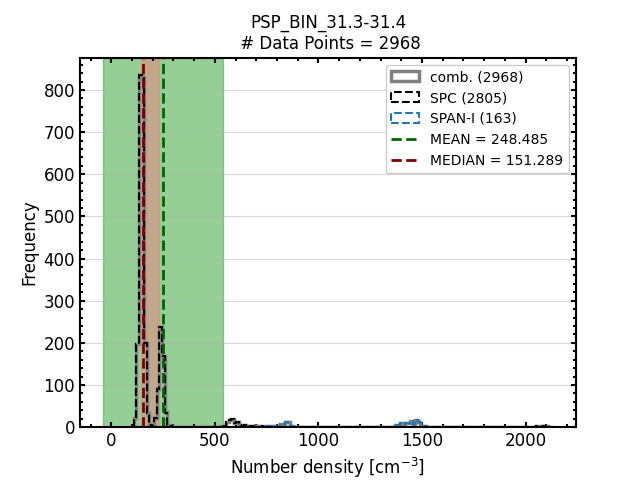 PSP_BIN_31.3-31.4
# Data Points = 2968
comb. (2968)
SPC (2805)
SPAN-I (163)
MEAN = 248.485
MEDIAN = 151.289
Frequency
800
700
600
500
400
300
200
100
0
0 500 1000 1500 2000
Number density [cm⁻³]